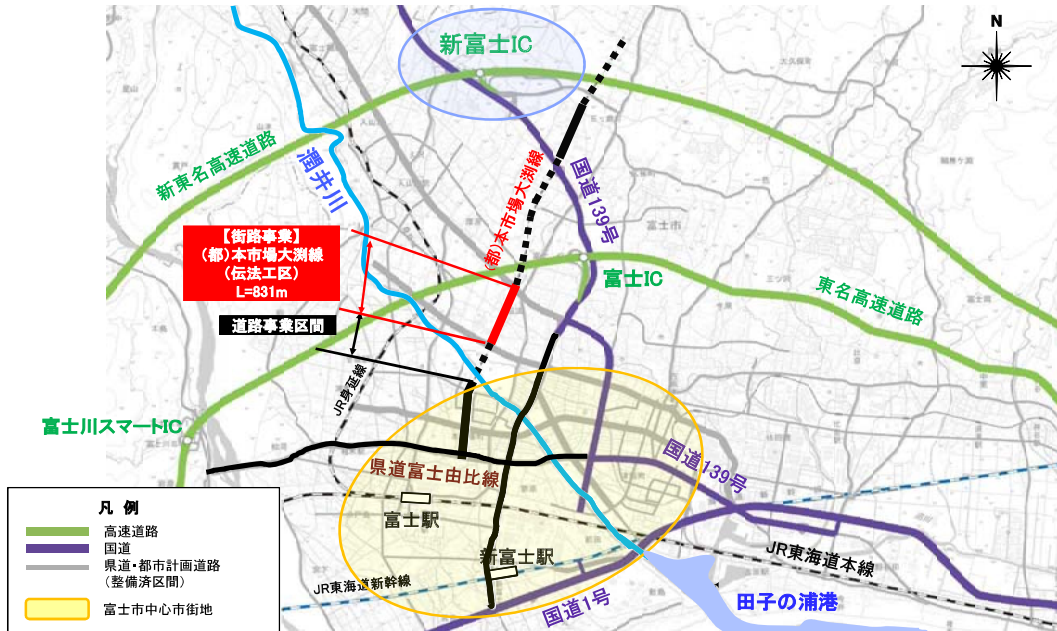 N
新富士IC
新東名高速道路
潤井川
(都)本市場大渕線
国道139号
富士市
【街路事業】
(都)本市場大渕線
(伝法工区)
L=831m
道路事業区間
富士IC
東名高速道路
JR身延線
富士川スマートIC
県道富士由比線
国道139号
富士駅
新富士駅
JR東海道新幹線
国道1号
JR東海道本線
田子の浦港
凡 例
高速道路
国道
県道・都市計画道路
(整備済区間)
富士市中心市街地